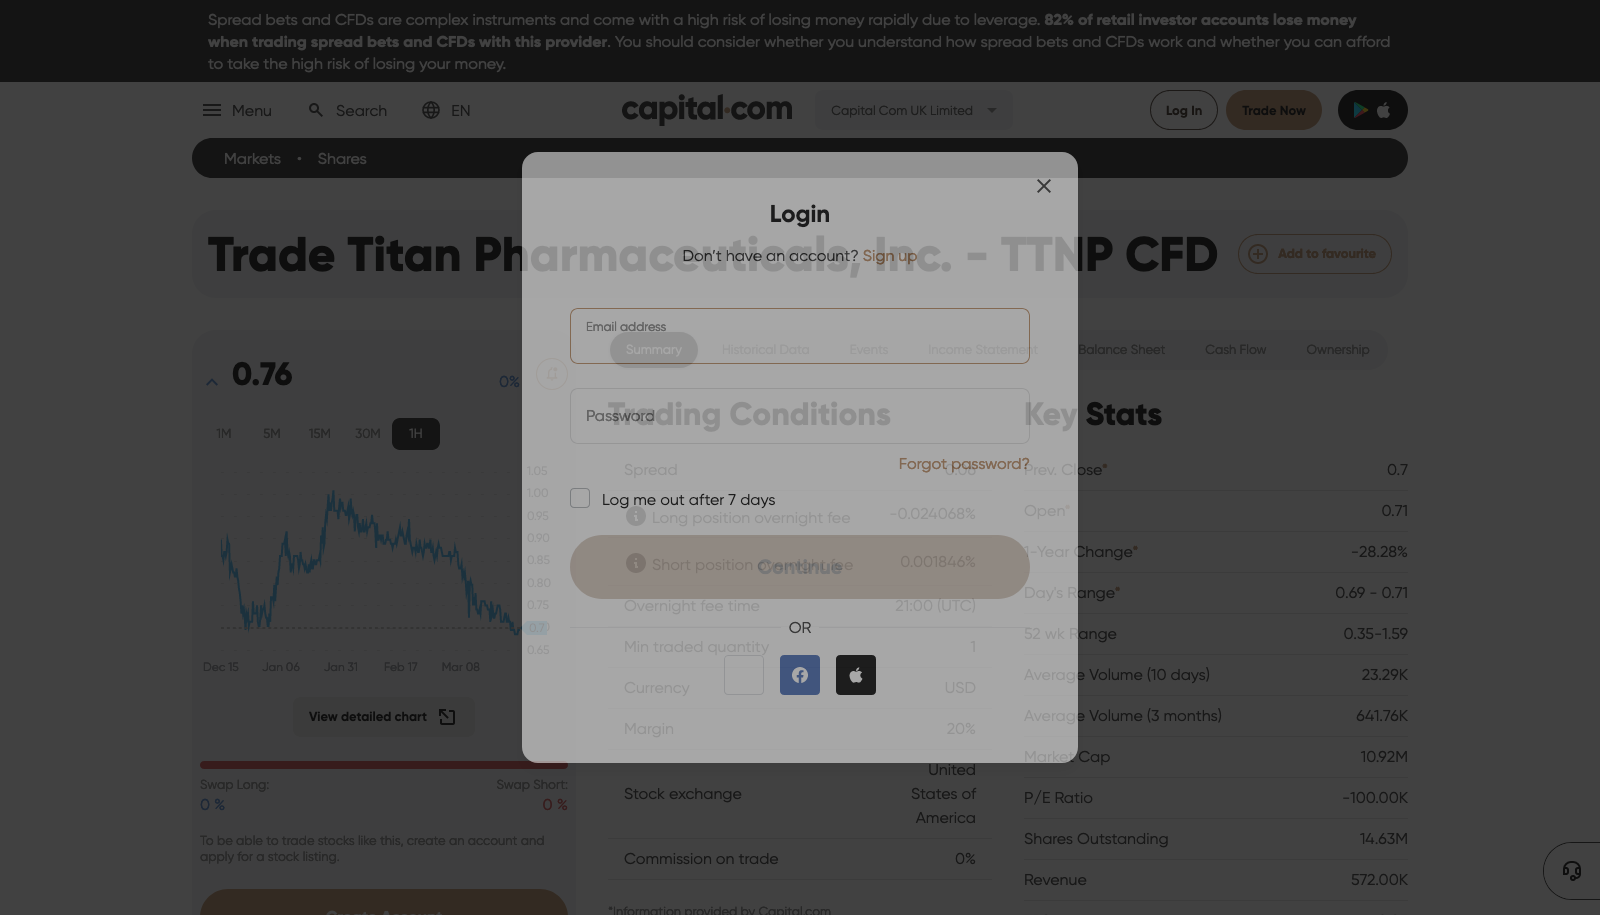 Spread bets and CFDs are complex instruments and come with a high risk of losing money rapidly due to leverage. 82% of retail investor accounts lose money
when trading spread bets and CFDs with this provider. You should consider whether you understand how spread bets and CFDs work and whether you can afford
to take the high risk of losing your money.
Menu
Search
EN
capital.com
Capital Com UK Limited
Log In
Trade Now
Markets • Shares
Login
Don't have an account? Sign up
Trade Titan Pharmaceuticals, Inc. - TTNP CFD
Add to favourite
Email address
Summary
Historical Data
Events
Income Statement
Balance Sheet
Cash Flow
Ownership
0.76
0%
Password
Forgot password?
Log me out after 7 days
Continue
OR
1M
5M
15M
30M
1H
1.05
1.00
0.95
0.90
0.85
0.80
0.75
0.7
0.65
Dec 15
Jan 06
Jan 31
Feb 17
Mar 08
View detailed chart
Swap Long:
0 %
Swap Short:
0 %
To be able to trade stocks like this, create an account and
apply for a stock listing.
Create Account
Trading Conditions
Spread 0.06
Long position overnight fee -0.024068%
Short position overnight fee 0.001846%
Overnight fee time 21:00 (UTC)
Min traded quantity 1
Currency USD
Margin 20%
Stock exchange United
States of
America
Commission on trade 0%
*Information provided by Capital.com
Key Stats
Prev. Close* 0.7
Open* 0.71
1-Year Change* -28.28%
Day's Range* 0.69 - 0.71
52 wk Range 0.35-1.59
Average Volume (10 days) 23.29K
Average Volume (3 months) 641.76K
Market Cap 10.92M
P/E Ratio -100.00K
Shares Outstanding 14.63M
Revenue 572.00K